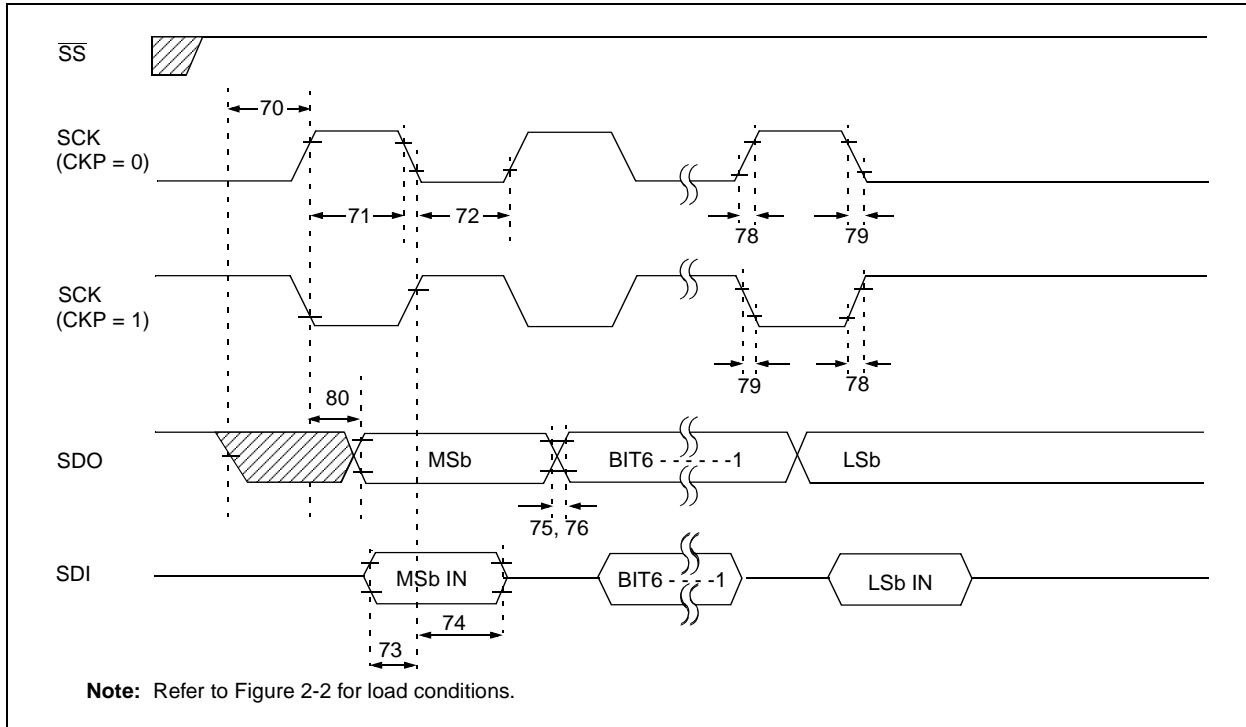 SS
70
SCK
(CKP = 0)
71
72
78
79
SCK
(CKP = 1)
79
78
80
SDO
MSb
BIT6 - - - - - -1
LSb
75, 76
SDI
MSb IN
BIT6 - - - -1
LSb IN
74
73
Note: Refer to Figure 2-2 for load conditions.